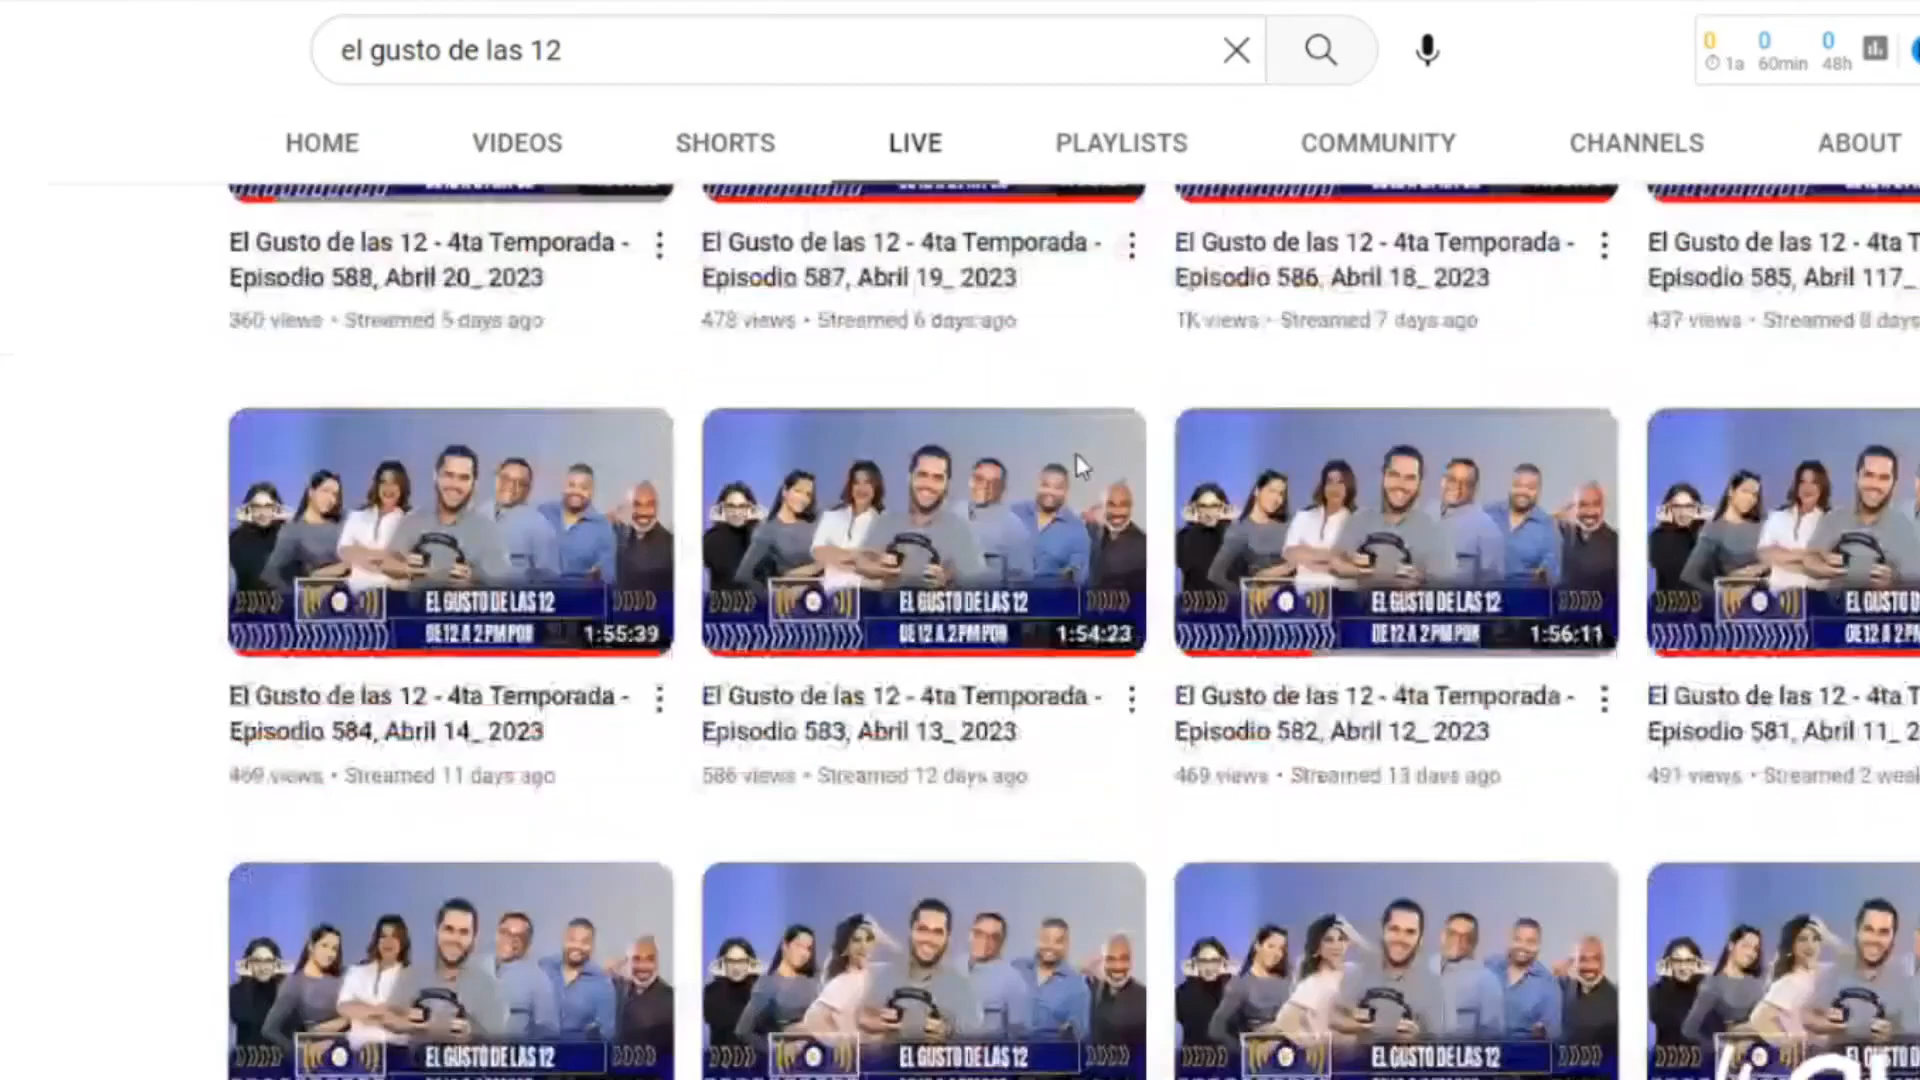 el gusto de las 12
0 0 0
1a 60min 48h
HOME VIDEOS SHORTS LIVE PLAYLISTS COMMUNITY CHANNELS ABOUT
El Gusto de las 12 - 4ta Temporada -
Episodio 588, Abril 20_ 2023
360 views • Streamed 5 days ago
El Gusto de las 12 - 4ta Temporada -
Episodio 587, Abril 19_ 2023
478 views • Streamed 6 days ago
El Gusto de las 12 - 4ta Temporada -
Episodio 586, Abril 18_ 2023
1K views • Streamed 7 days ago
El Gusto de las 12 - 4ta T
Episodio 585, Abril 117_
437 views • Streamed 8 days
EL GUSTO DE LAS 12
DE 12 A 2 PM POR
1:55:39
EL GUSTO DE LAS 12
DE 12 A 2 PM POR
1:54:23
EL GUSTO DE LAS 12
DE 12 A 2 PM POR
1:56:11
EL GUSTO D
DE 12 A 2 P
El Gusto de las 12 - 4ta Temporada -
Episodio 584, Abril 14_ 2023
469 views • Streamed 11 days ago
El Gusto de las 12 - 4ta Temporada -
Episodio 583, Abril 13_ 2023
586 views • Streamed 12 days ago
El Gusto de las 12 - 4ta Temporada -
Episodio 582, Abril 12_ 2023
469 views • Streamed 13 days ago
El Gusto de las 12 - 4ta T
Episodio 581, Abril 11_ 2
491 views • Streamed 2 week
EL GUSTO DE LAS 12
EL GUSTO DE LAS 12
EL GUSTO DE LAS 12
EL GUSTO D